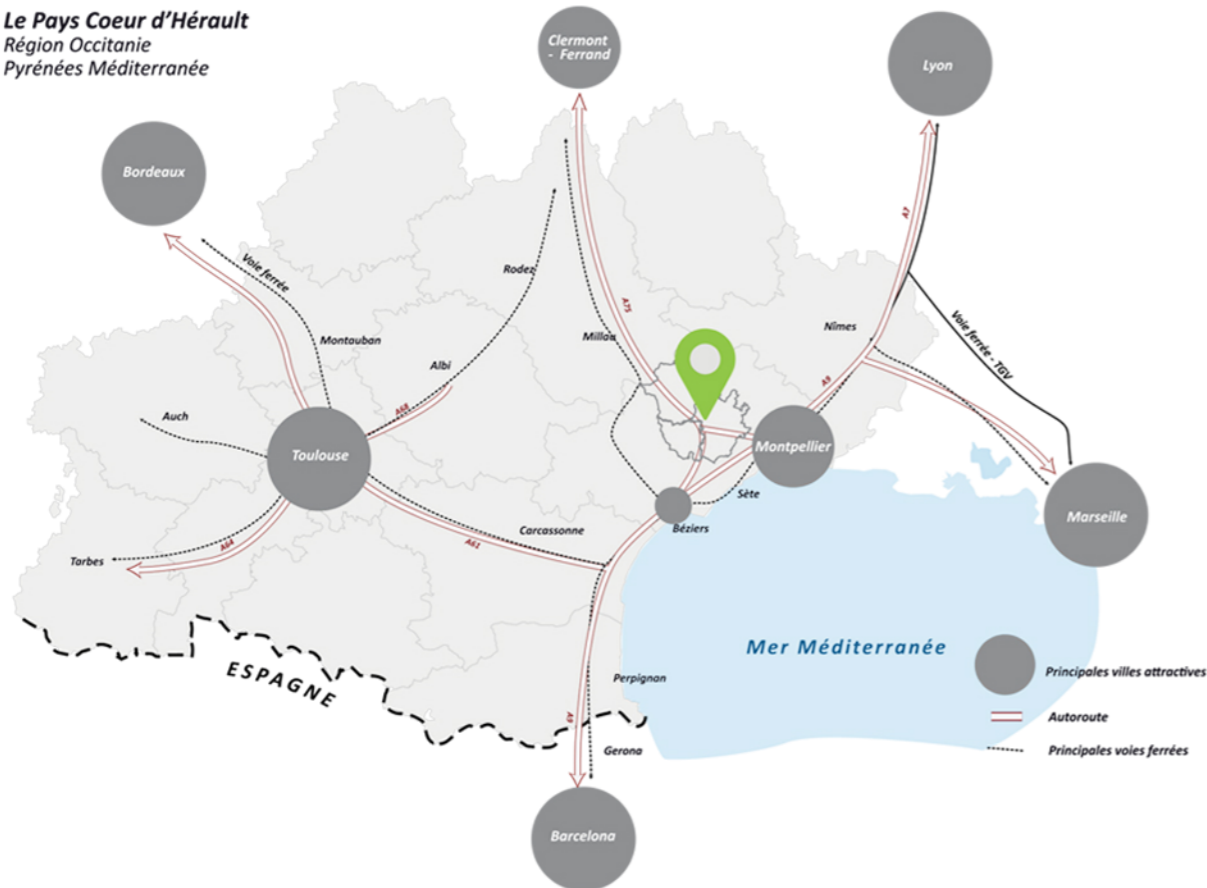 Le Pays Coeur d'Hérault
Région Occitanie
Pyrénées Méditerranée
Clermont
- Ferrand
Lyon
Bordeaux
A7
Voie ferrée
Rodez
A75
Voie ferrée - TGV
Nîmes
Montauban
Millau
Albi
A9
A68
Auch
Montpellier
Toulouse
Sète
Marseille
Béziers
Carcassonne
A61
A64
Tarbes
Mer Méditerranée
ESPAGNE
Perpignan
Principales villes attractives
A9
Autoroute
Gerona
Principales voies ferrées
Barcelona